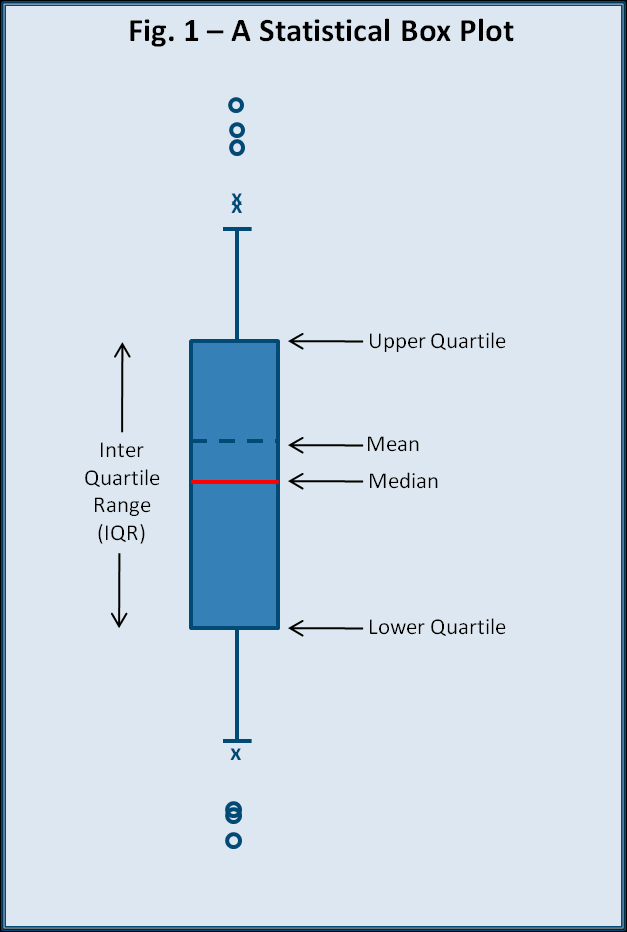 Fig. 1 – A Statistical Box Plot
x
x
Upper Quartile
Mean
Median
Inter
Quartile
Range
(IQR)
Lower Quartile
x